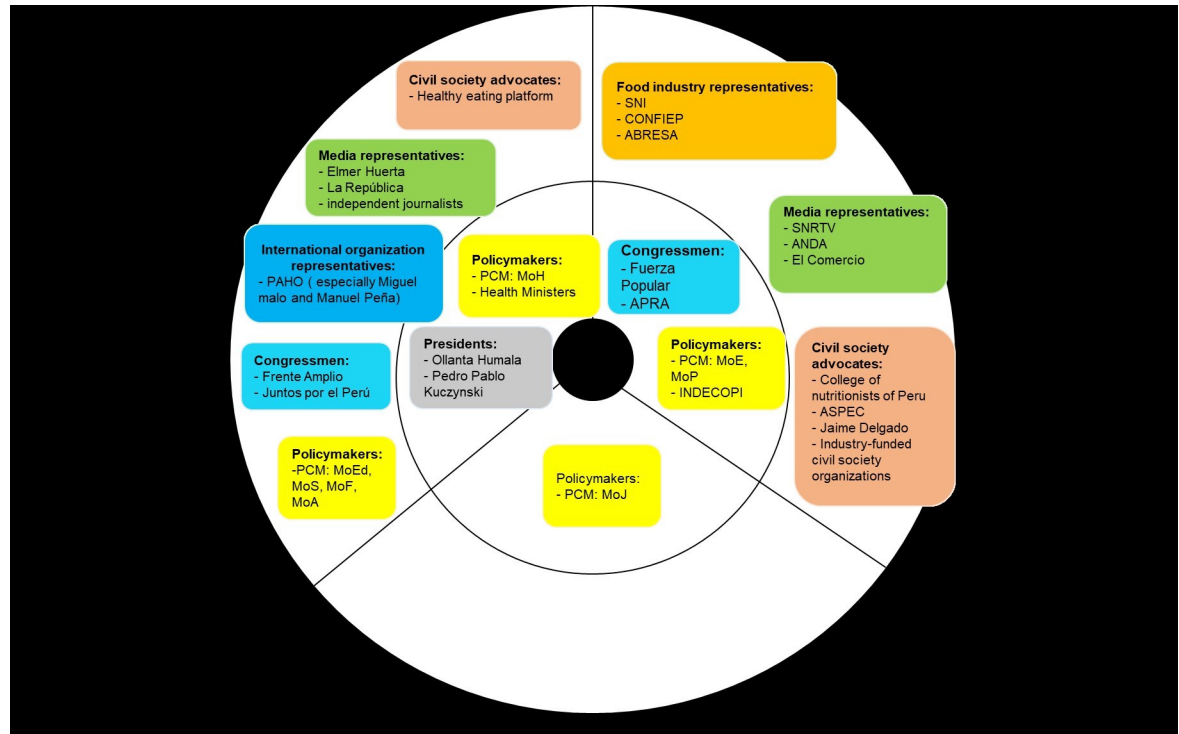 Civil society advocates:
- Healthy eating platform
Food industry representatives:
- SNI
- CONFIEP
- ABRESA
Media representatives:
- Elmer Huerta
- La República
- independent journalists
Media representatives:
- SNRTV
- ANDA
- El Comercio
International organization
representatives:
- PAHO ( especially Miguel
malo and Manuel Peña)
Policymakers:
- PCM: MoH
- Health Ministers
Congressmen:
- Fuerza
Popular
- APRA
Presidents:
- Ollanta Humala
- Pedro Pablo
Kuczynski
Policymakers:
- PCM: MoE,
MoP
- INDECOPI
Congressmen:
- Frente Amplio
- Juntos por el Perú
Civil society
advocates:
- College of
nutritionists of Peru
- ASPEC
- Jaime Delgado
- Industry-funded
civil society
organizations
Policymakers:
-PCM: MoEd,
MoS, MoF,
MoA
Policymakers:
- PCM: MoJ